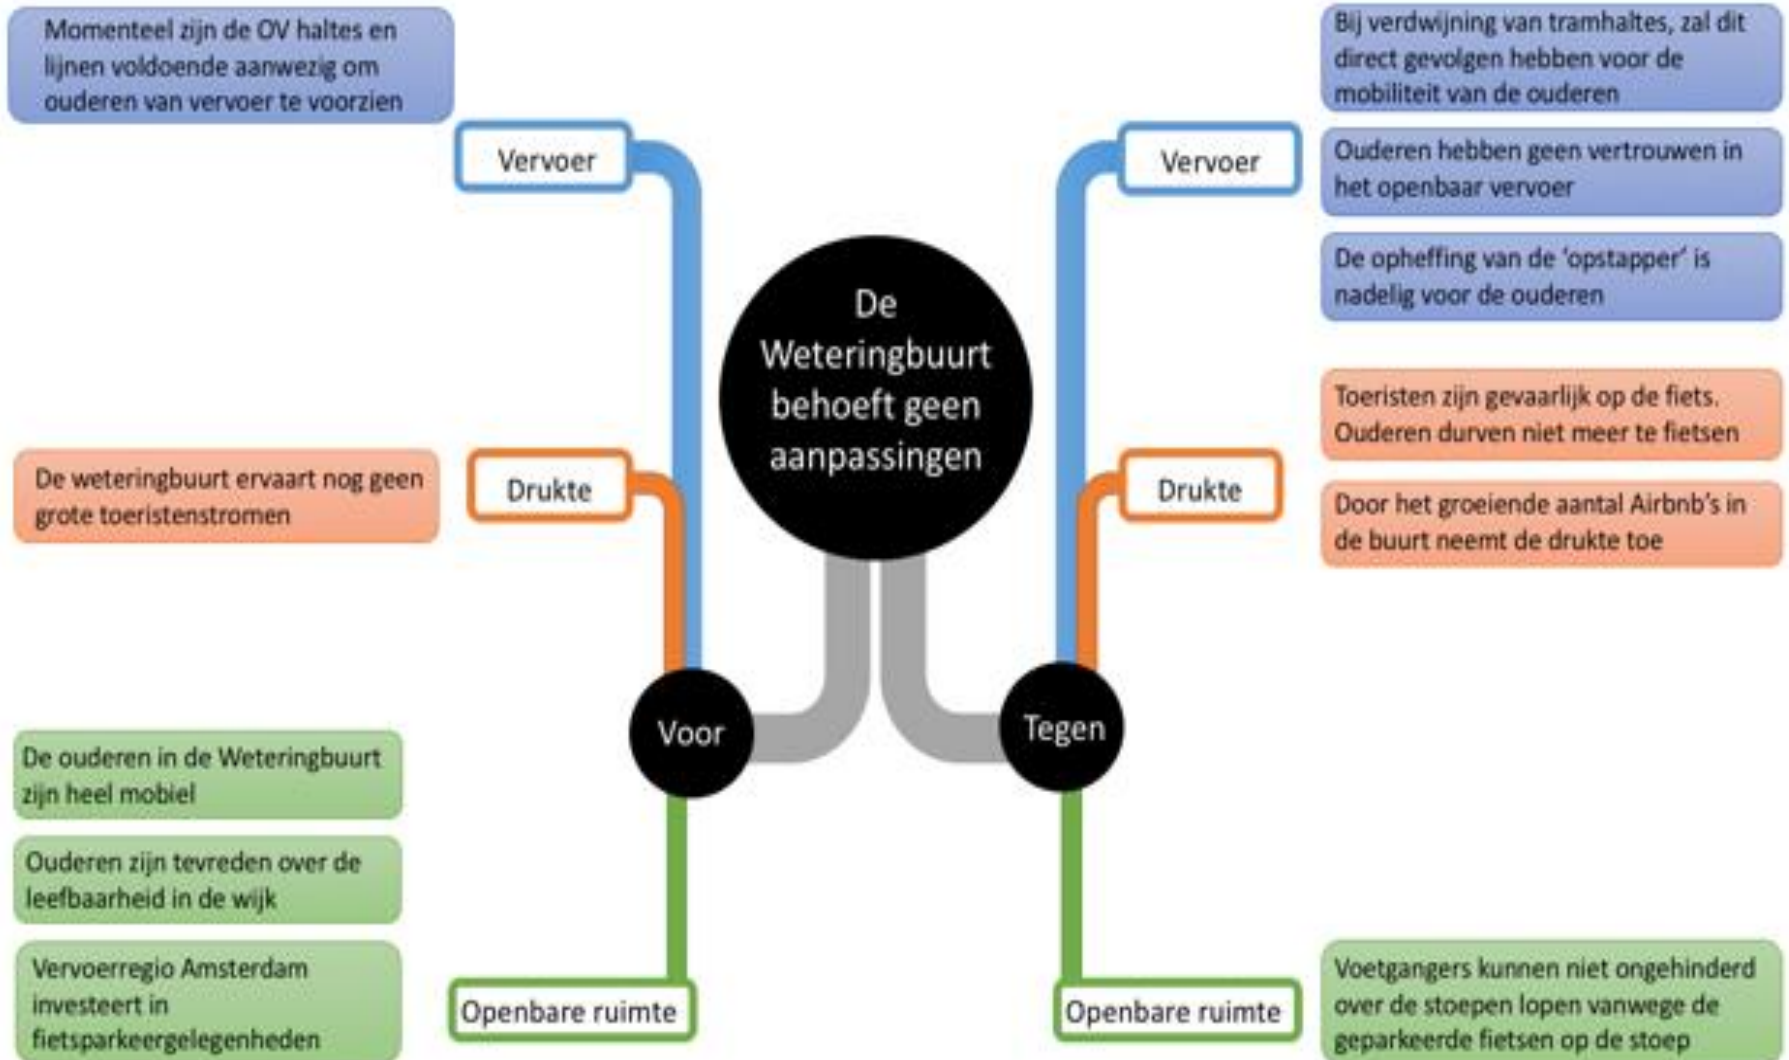 De
Weteringbuurt
behoeft geen
aanpassingen
Voor
Vervoer
Momenteel zijn de OV haltes en
lijnen voldoende aanwezig om
ouderen van vervoer te voorzien
Drukte
De weteringbuurt ervaart nog geen
grote toeristenstromen
Openbare ruimte
De ouderen in de Weteringbuurt
zijn heel mobiel
Ouderen zijn tevreden over de
leefbaarheid in de wijk
Vervoerregio Amsterdam
investeert in
fietsparkeergelegenheden
Tegen
Vervoer
Bij verdwijning van tramhaltes, zal dit
direct gevolgen hebben voor de
mobiliteit van de ouderen
Ouderen hebben geen vertrouwen in
het openbaar vervoer
De opheffing van de ‘opstapper’ is
nadelig voor de ouderen
Drukte
Toeristen zijn gevaarlijk op de fiets.
Ouderen durven niet meer te fietsen
Door het groeiende aantal Airbnb’s in
de buurt neemt de drukte toe
Openbare ruimte
Voetgangers kunnen niet ongehinderd
over de stoepen lopen vanwege de
geparkeerde fietsen op de stoep